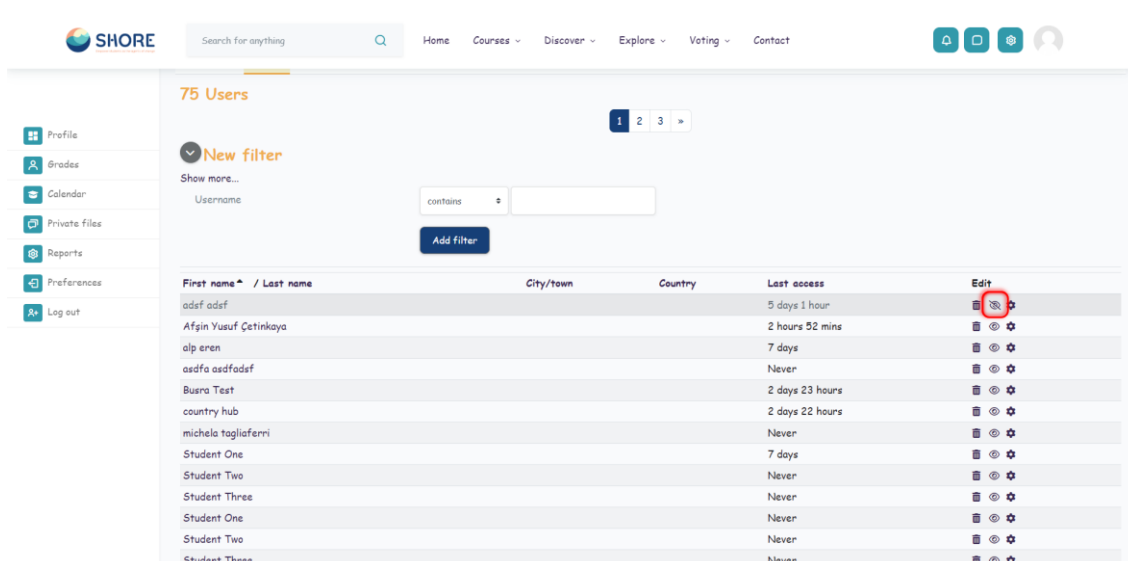 SHORE
Search for anything
Home Courses Discover Explore Voting Contact
75 Users
1 2 3 »
Profile
Grades
Calendar
Private files
Reports
Preferences
Log out
New filter
Show more...
Username contains
Add filter
First name / Last name City/town Country Last access Edit
adsf adsf 5 days 1 hour
Afşin Yusuf Çetinkaya 2 hours 52 mins
alp eren 7 days
asdfa asdfadsf Never
Busra Test 2 days 23 hours
country hub 2 days 22 hours
michela tagliaferri Never
Student One 7 days
Student Two Never
Student Three Never
Student One Never
Student Two Never
Student Three Never